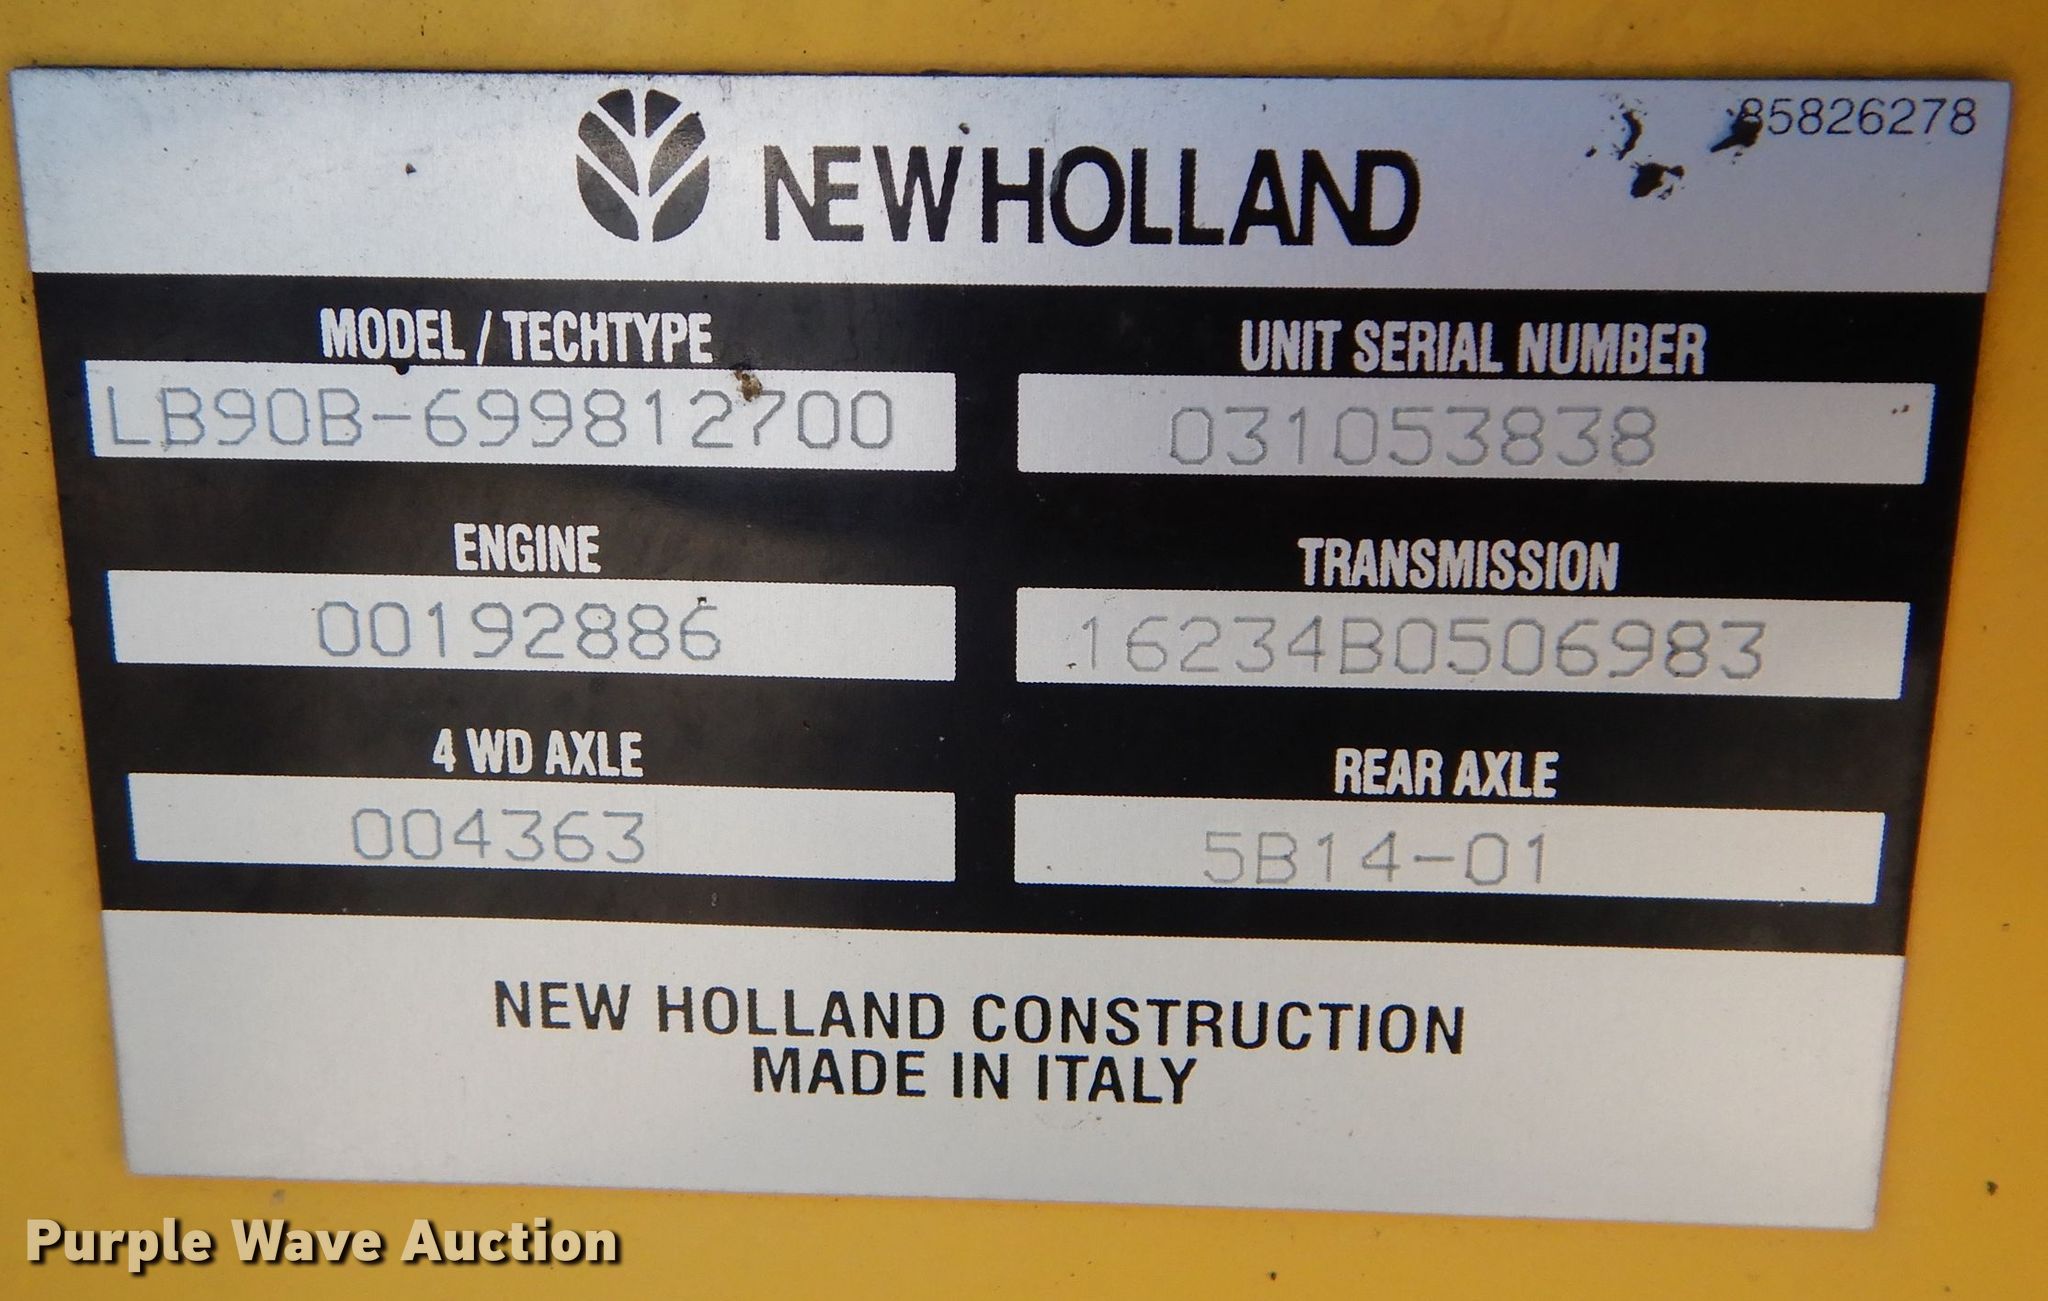 85826278
NEW HOLLAND
MODEL / TECHTYPE
LB90B-699812700
UNIT SERIAL NUMBER
031053838
ENGINE
00192886
TRANSMISSION
16234B0506983
4 WD AXLE
004363
REAR AXLE
5B14-01
NEW HOLLAND CONSTRUCTION
MADE IN ITALY
Purple Wave Auction